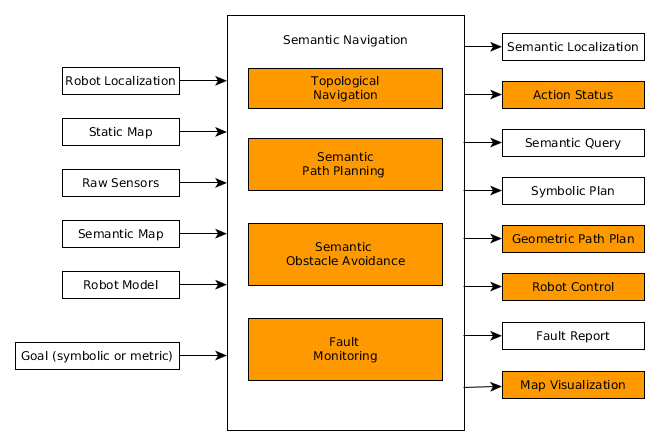 Semantic Navigation
Robot Localization
Static Map
Raw Sensors
Semantic Map
Robot Model
Goal (symbolic or metric)
Topological
Navigation
Semantic
Path Planning
Semantic
Obstacle Avoidance
Fault
Monitoring
Semantic Localization
Action Status
Semantic Query
Symbolic Plan
Geometric Path Plan
Robot Control
Fault Report
Map Visualization